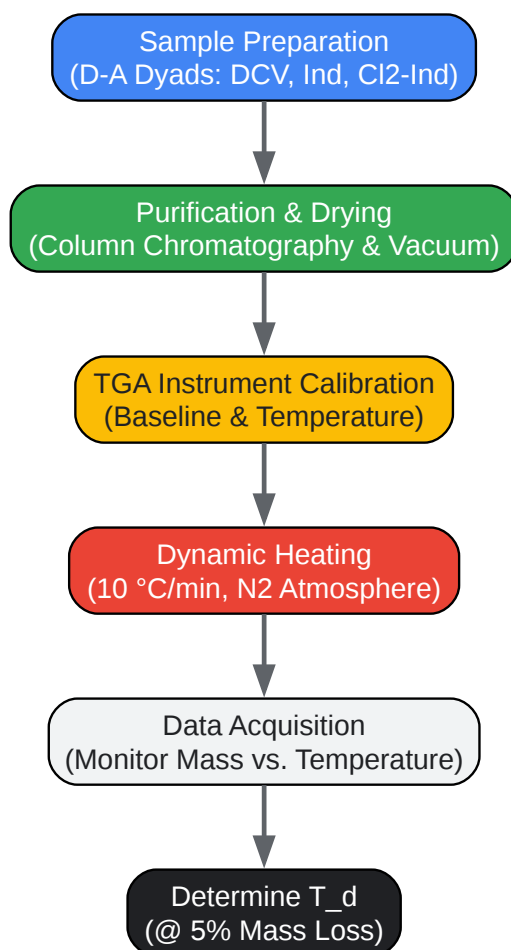 Sample Preparation
(D-A Dyads: DCV, Ind, Cl2-Ind)
Purification & Drying
(Column Chromatography & Vacuum)
TGA Instrument Calibration
(Baseline & Temperature)
Dynamic Heating
(10 °C/min, N2 Atmosphere)
Data Acquisition
(Monitor Mass vs. Temperature)
Determine T_d
(@ 5% Mass Loss)